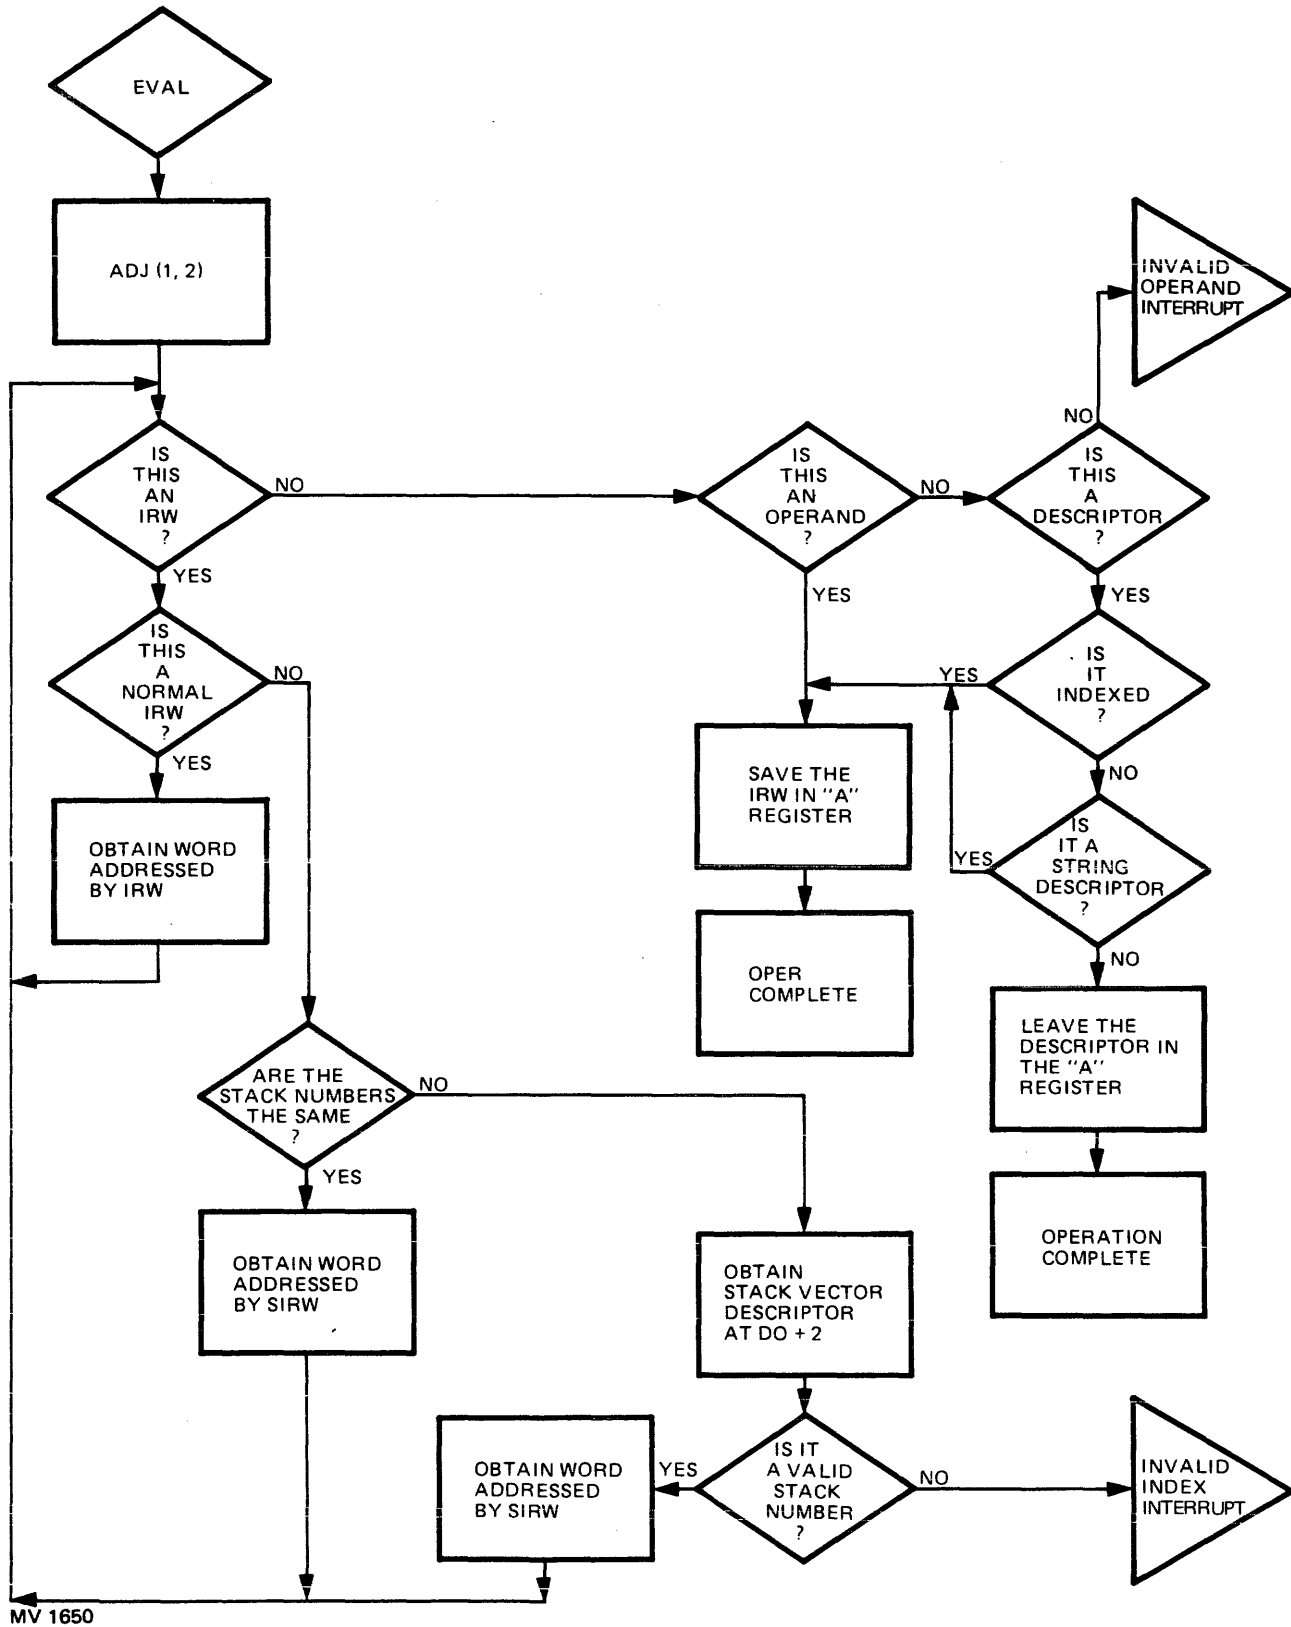 EVAL
ADJ (1, 2)
INVALID
OPERAND
INTERRUPT
IS
THIS
AN
IRW
?
NO
YES
IS
THIS
AN
OPERAND
?
NO
YES
IS
THIS
A
DESCRIPTOR
?
NO
YES
IS
THIS
A
NORMAL
IRW
?
NO
YES
IS
IT
INDEXED
?
YES
NO
OBTAIN WORD
ADDRESSED
BY IRW
SAVE THE
IRW IN "A"
REGISTER
IS
IT A
STRING
DESCRIPTOR
?
YES
NO
OPER
COMPLETE
LEAVE THE
DESCRIPTOR IN
THE "A"
REGISTER
ARE THE
STACK NUMBERS
THE SAME
?
NO
YES
OPERATION
COMPLETE
OBTAIN WORD
ADDRESSED
BY SIRW
OBTAIN
STACK VECTOR
DESCRIPTOR
AT DO + 2
IS IT
A VALID
STACK
NUMBER
?
YES
NO
OBTAIN WORD
ADDRESSED
BY SIRW
INVALID
INDEX
INTERRUPT
MV 1650